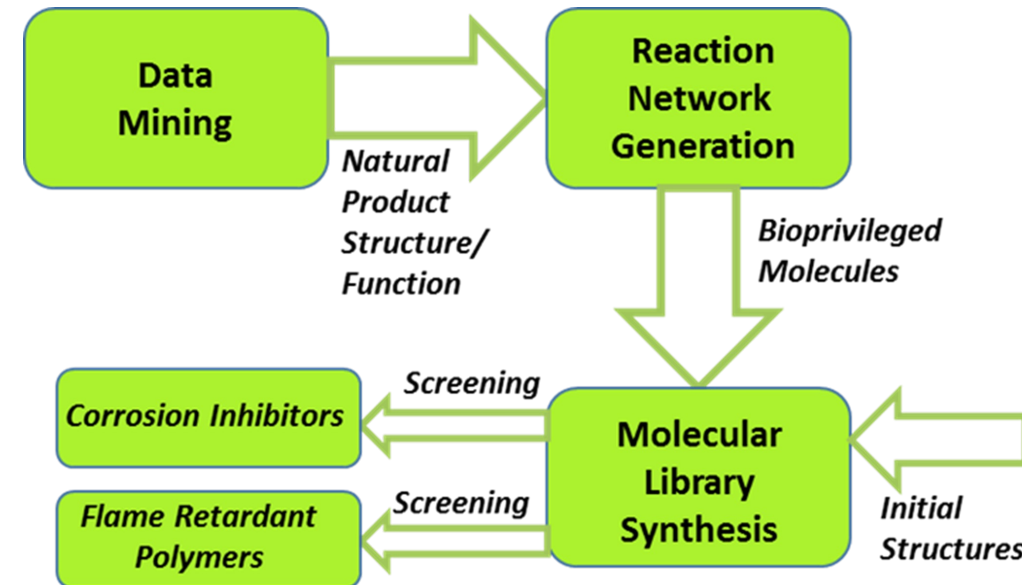 Data
Mining
Reaction
Network
Generation
Natural
Product
Structure/
Function
Bioprivileged
Molecules
Screening
Corrosion Inhibitors
Molecular
Library
Synthesis
Screening
Flame Retardant
Polymers
Initial
Structures